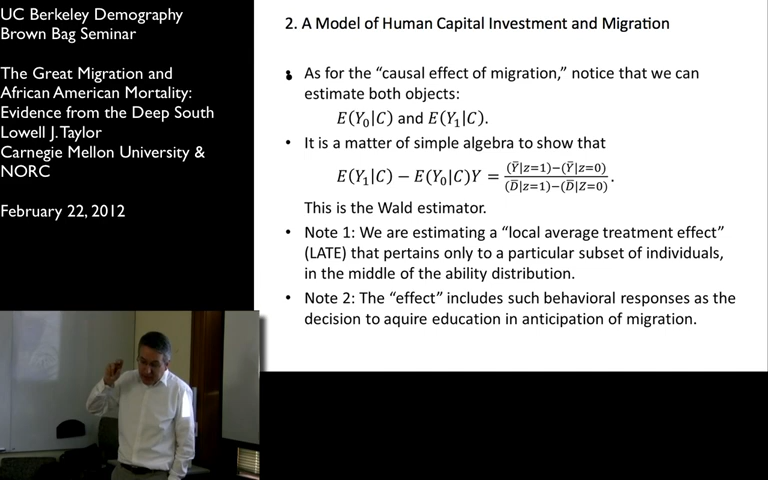 UC Berkeley Demography
Brown Bag Seminar
The Great Migration and
African American Mortality:
Evidence from the Deep South
Lowell J. Taylor
Carnegie Mellon University &
NORC
February 22, 2012
2. A Model of Human Capital Investment and Migration
• As for the “causal effect of migration,” notice that we can
estimate both objects:
E(Y₀|C) and E(Y₁|C).
• It is a matter of simple algebra to show that
E(Y₁|C) − E(Y₀|C)Y = (Ȳ|z=1)−(Ȳ|z=0) / (D̄|z=1)−(D̄|Z=0).
This is the Wald estimator.
• Note 1: We are estimating a “local average treatment effect”
(LATE) that pertains only to a particular subset of individuals,
in the middle of the ability distribution.
• Note 2: The “effect” includes such behavioral responses as the
decision to aquire education in anticipation of migration.